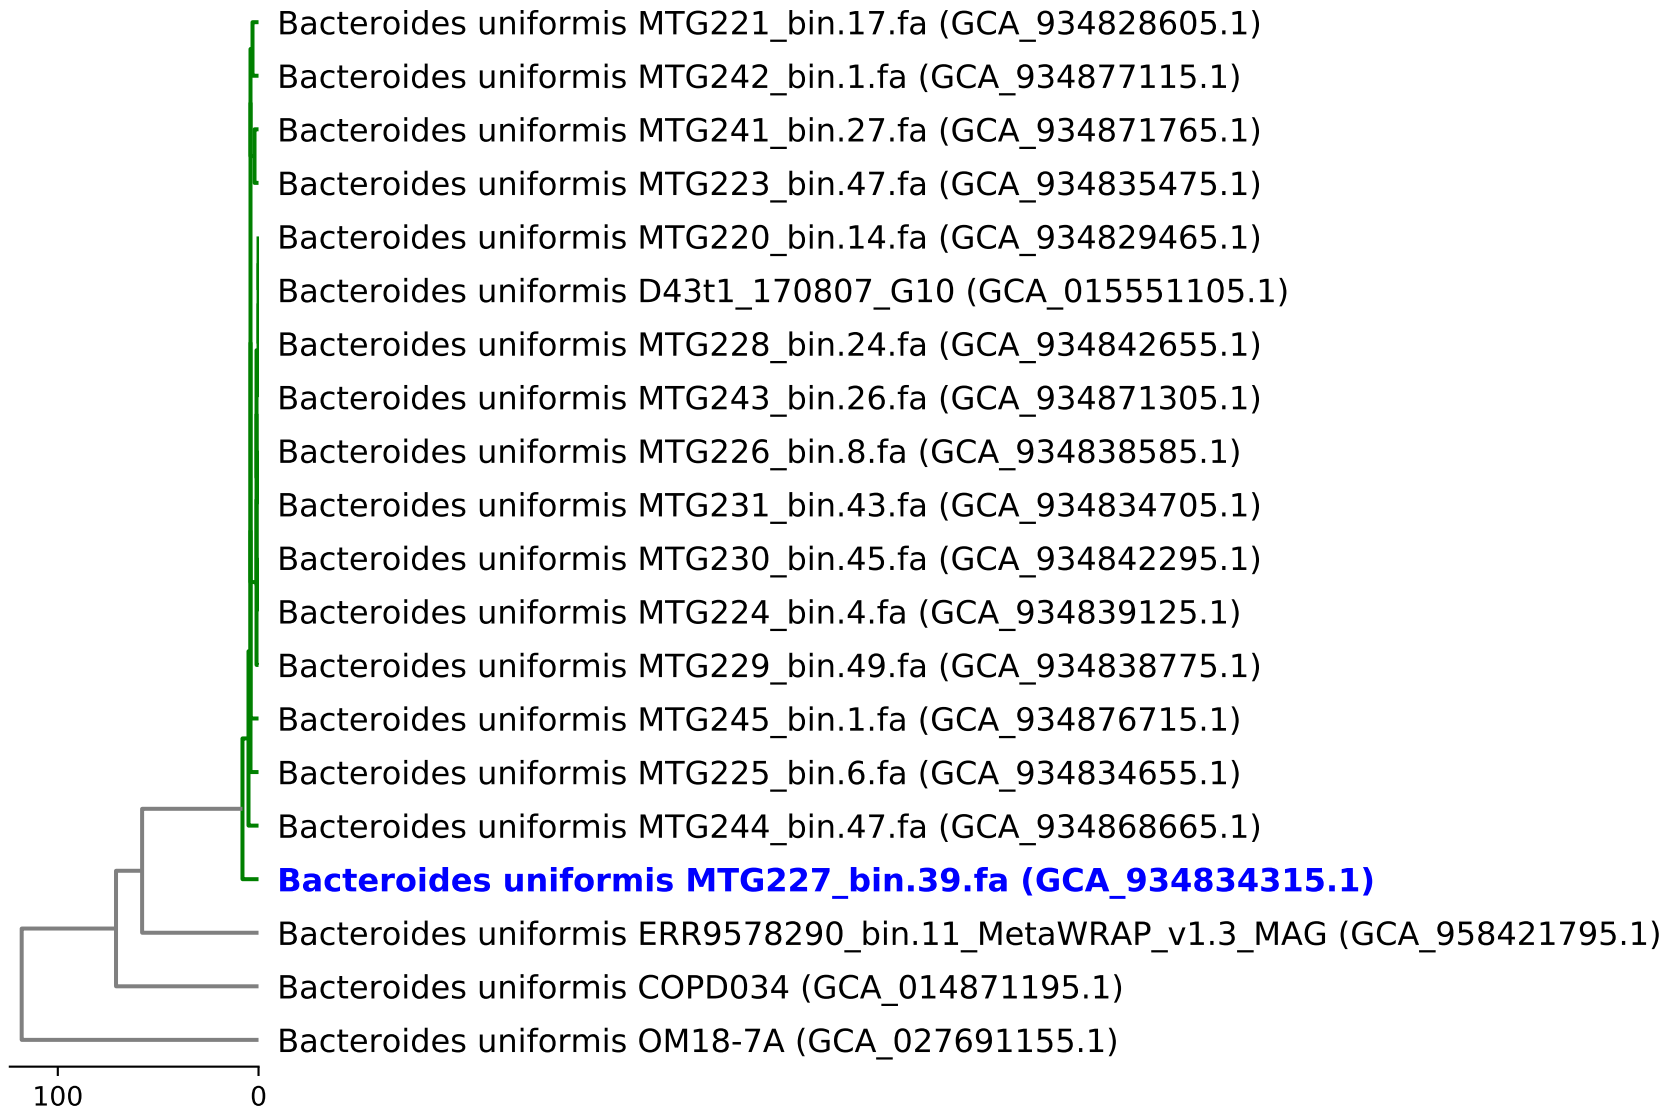 Bacteroides uniformis MTG221_bin.17.fa (GCA_934828605.1)
Bacteroides uniformis MTG242_bin.1.fa (GCA_934877115.1)
Bacteroides uniformis MTG241_bin.27.fa (GCA_934871765.1)
Bacteroides uniformis MTG223_bin.47.fa (GCA_934835475.1)
Bacteroides uniformis MTG220_bin.14.fa (GCA_934829465.1)
Bacteroides uniformis D43t1_170807_G10 (GCA_015551105.1)
Bacteroides uniformis MTG228_bin.24.fa (GCA_934842655.1)
Bacteroides uniformis MTG243_bin.26.fa (GCA_934871305.1)
Bacteroides uniformis MTG226_bin.8.fa (GCA_934838585.1)
Bacteroides uniformis MTG231_bin.43.fa (GCA_934834705.1)
Bacteroides uniformis MTG230_bin.45.fa (GCA_934842295.1)
Bacteroides uniformis MTG224_bin.4.fa (GCA_934839125.1)
Bacteroides uniformis MTG229_bin.49.fa (GCA_934838775.1)
Bacteroides uniformis MTG245_bin.1.fa (GCA_934876715.1)
Bacteroides uniformis MTG225_bin.6.fa (GCA_934834655.1)
Bacteroides uniformis MTG244_bin.47.fa (GCA_934868665.1)
Bacteroides uniformis MTG227_bin.39.fa (GCA_934834315.1)
Bacteroides uniformis ERR9578290_bin.11_MetaWRAP_v1.3_MAG (GCA_958421795.1)
Bacteroides uniformis COPD034 (GCA_014871195.1)
Bacteroides uniformis OM18-7A (GCA_027691155.1)
100 0